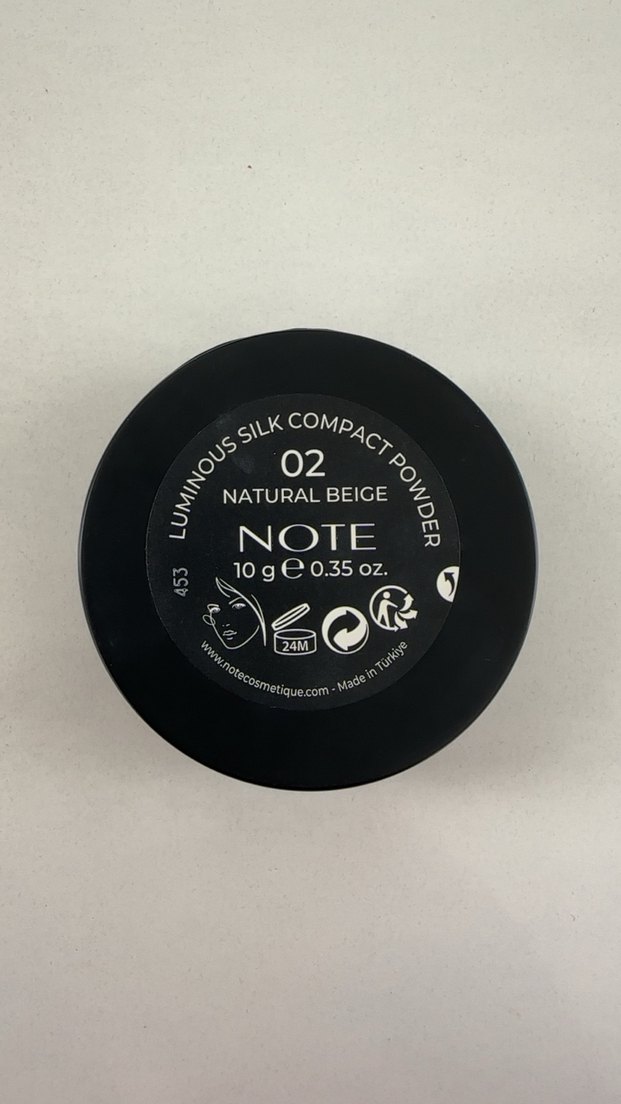 LUMINOUS SILK COMPACT POWDER
02
NATURAL BEIGE
NOTE
10 g ℮ 0.35 oz.
453
24M
www.notecosmetique.com - Made in Türkiye